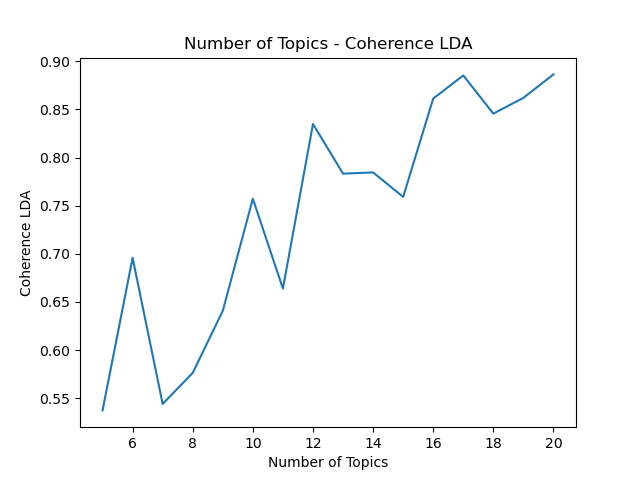 Number of Topics - Coherence LDA
0.90
0.85
0.80
0.75
0.70
0.65
0.60
0.55
Coherence LDA
6 8 10 12 14 16 18 20
Number of Topics